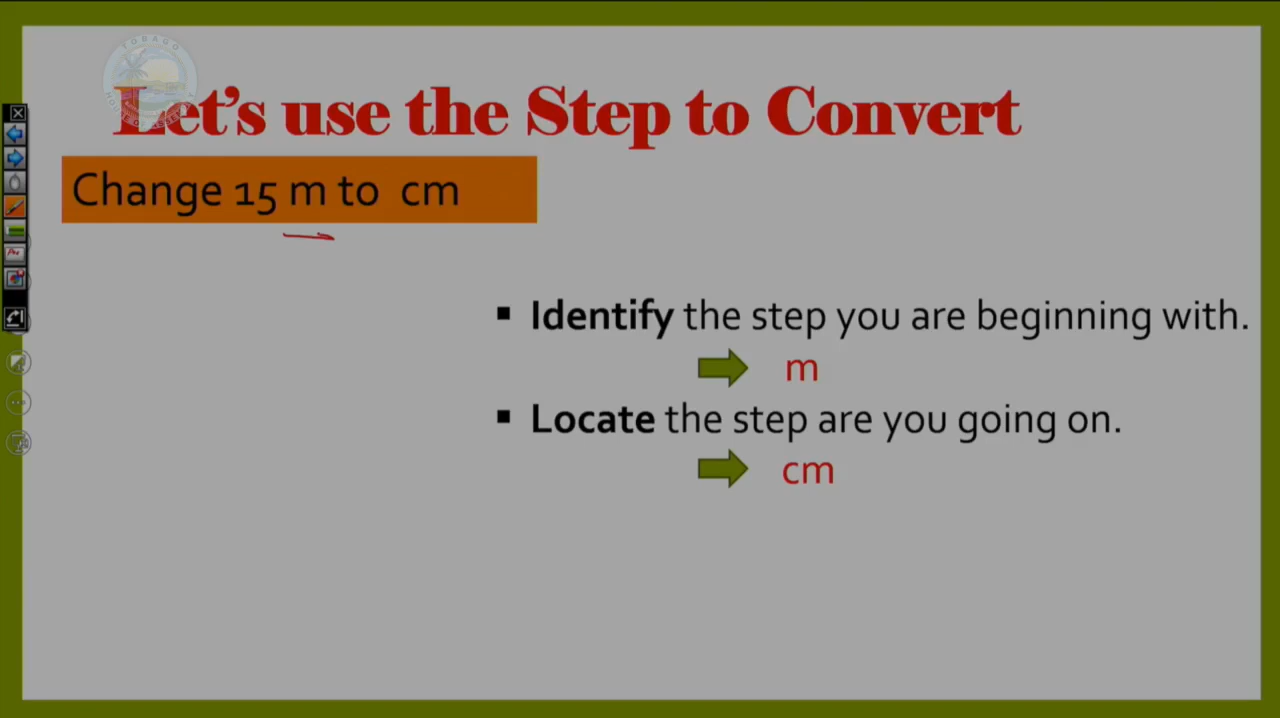 TOBAGO
Let's use the Step to Convert
Change 15 m to cm
▪ Identify the step you are beginning with.
m
▪ Locate the step are you going on.
cm